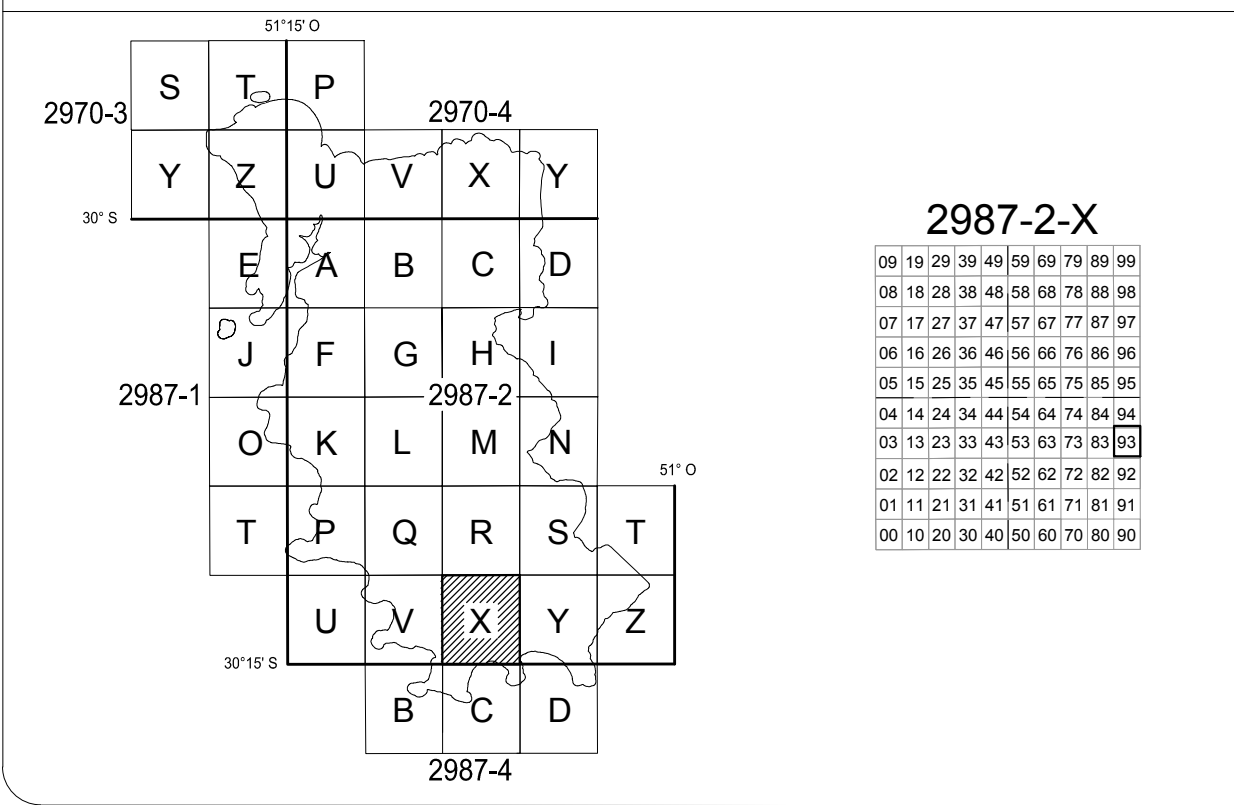 51°15' O
S T P
2970-3
2970-4
Y Z U V X Y
30° S
E A B C D
J F G H I
2987-1
2987-2
O K L M N
51° O
T P Q R S T
U V X Y Z
30°15' S
B C D
2987-4
2987-2-X
09 19 29 39 49 59 69 79 89 99
08 18 28 38 48 58 68 78 88 98
07 17 27 37 47 57 67 77 87 97
06 16 26 36 46 56 66 76 86 96
05 15 25 35 45 55 65 75 85 95
04 14 24 34 44 54 64 74 84 94
03 13 23 33 43 53 63 73 83 93
02 12 22 32 42 52 62 72 82 92
01 11 21 31 41 51 61 71 81 91
00 10 20 30 40 50 60 70 80 90